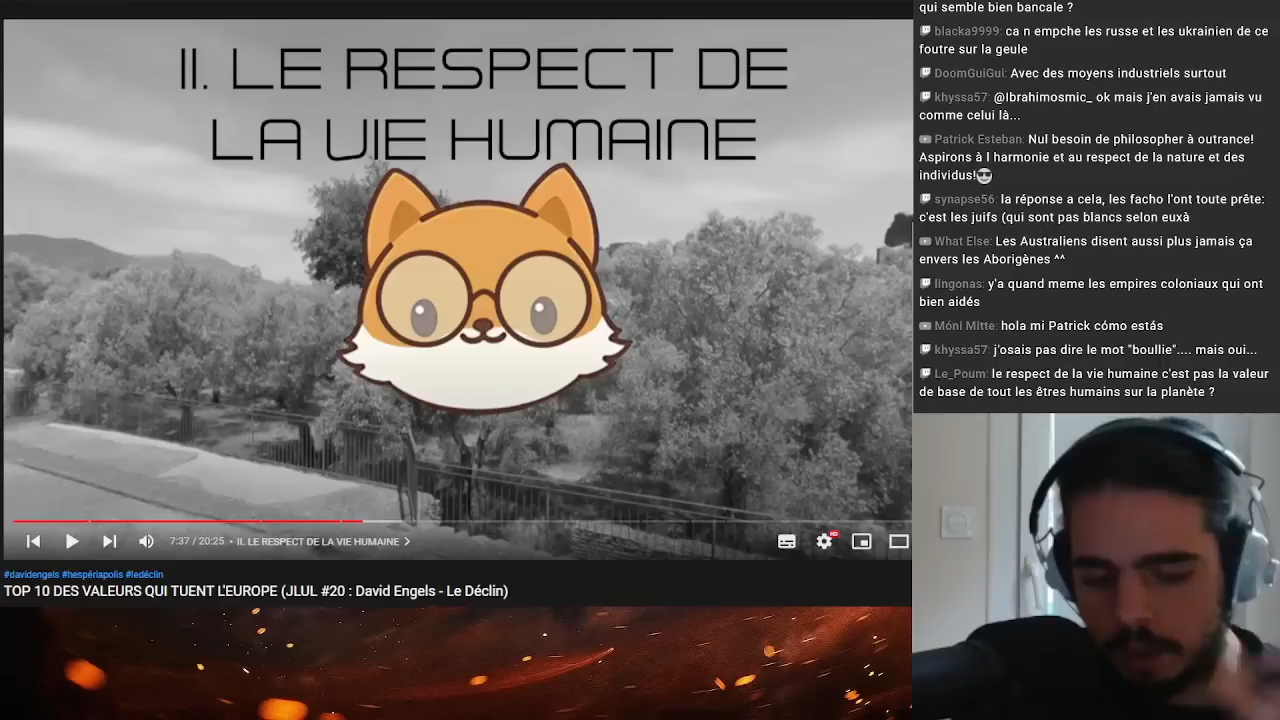 II. LE RESPECT DE
LA VIE HUMAINE
7:37 / 20:25 • II. LE RESPECT DE LA VIE HUMAINE
HD
#davidengels #hespériapolis #ledéclin
TOP 10 DES VALEURS QUI TUENT L'EUROPE (JLUL #20 : David Engels - Le Déclin)
qui semble bien bancale ?
blacka9999: ca n empche les russe et les ukrainien de ce
foutre sur la geule
DoomGuiGui: Avec des moyens industriels surtout
khyssa57: @Ibrahimosmic_ ok mais j'en avais jamais vu
comme celui là...
Patrick Esteban: Nul besoin de philosopher à outrance!
Aspirons à l harmonie et au respect de la nature et des
individus!😎
synapse56: la réponse a cela, les facho l'ont toute prête:
c'est les juifs (qui sont pas blancs selon euxà
What Else: Les Australiens disent aussi plus jamais ça
envers les Aborigènes ^^
lingonas: y'a quand meme les empires coloniaux qui ont
bien aidés
Móni Mitte: hola mi Patrick cómo estás
khyssa57: j'osais pas dire le mot "boullie".... mais oui...
Le_Poum: le respect de la vie humaine c'est pas la valeur
de base de tout les êtres humains sur la planète ?